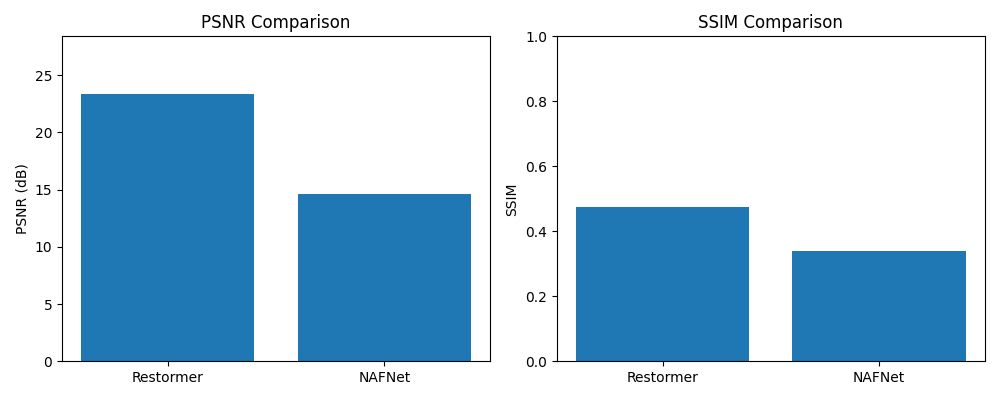 PSNR Comparison
PSNR (dB)
25
20
15
10
5
0
Restormer
NAFNet
SSIM Comparison
SSIM
1.0
0.8
0.6
0.4
0.2
0.0
Restormer
NAFNet